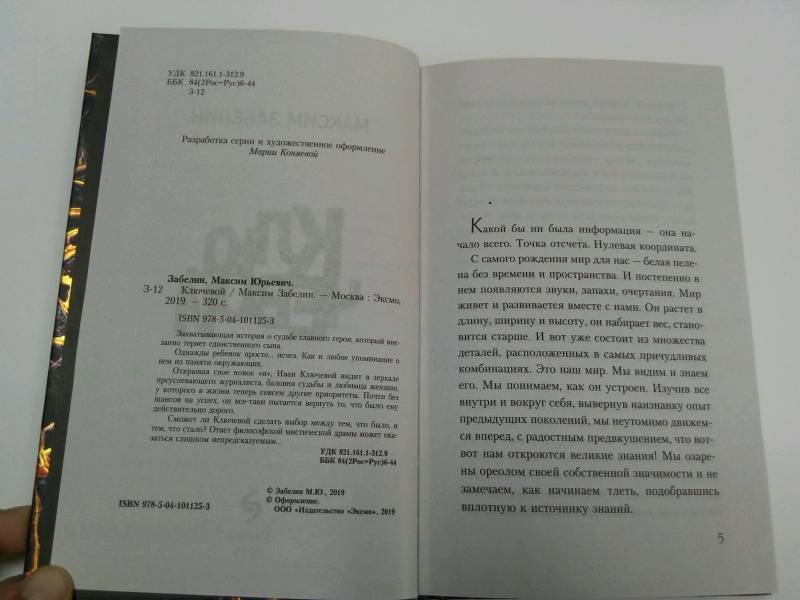 УДК 821.161.1-312.9
ББК 84(2Рос=Рус)6-44
З-12
МАКСИМ ЗАБЕЛИН
Разработка серии и художественное оформление
Марии Коняевой
Забелин, Максим Юрьевич.
З-12 Ключевой / Максим Забелин. — Москва : Эксмо,
2019. — 320 с.
ISBN 978-5-04-101125-3
Захватывающая история о судьбе главного героя, который вне-
запно теряет единственного сына.
Однажды ребенок просто... исчез. Как и любое упоминание о
нем из памяти окружающих.
Открывая свое новое «я», Иван Ключевой видит в зеркале
преуспевающего журналиста, баловня судьбы и любимца женщин,
у которого в жизни теперь совсем другие приоритеты. Почти без
шансов на успех, он все-таки пытается вернуть то, что было ему
действительно дорого.
Сможет ли Ключевой сделать выбор между тем, что было, и
тем, что стало? Ответ философской мистической драмы может ока-
заться слишком непредсказуемым...
УДК 821.161.1-312.9
ББК 84(2Рос=Рус)6-44
© Забелин М.Ю., 2019
© Оформление.
ISBN 978-5-04-101125-3 ООО «Издательство «Эксмо», 2019
Какой бы ни была информация — она на-
чало всего. Точка отсчета. Нулевая координата.
С самого рождения мир для нас — белая пеле-
на без времени и пространства. И постепенно в
нем появляются звуки, запахи, очертания. Мир
живет и развивается вместе с нами. Он растет в
длину, ширину и высоту, он набирает вес, стано-
вится старше. И вот уже состоит из множества
деталей, расположенных в самых причудливых
комбинациях. Это наш мир. Мы видим и знаем
его. Мы понимаем, как он устроен. Изучив все
внутри и вокруг себя, вывернув наизнанку опыт
предыдущих поколений, мы неутомимо движем-
ся вперед, с радостным предвкушением, что вот-
вот нам откроются великие знания! Мы озарены
ореолом своей собственной значимости и не
замечаем, как начинаем тлеть, подобравшись
вплотную к источнику знаний.
5